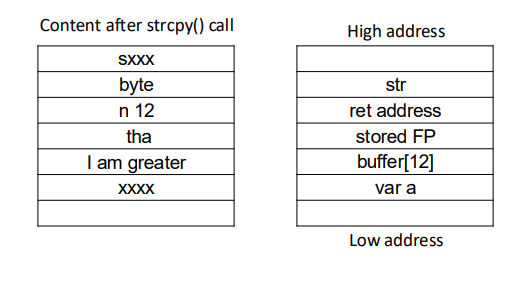 Content after strcpy() call
sxxx
byte
n 12
tha
I am greater
xxxx
High address
str
ret address
stored FP
buffer[12]
var a
Low address